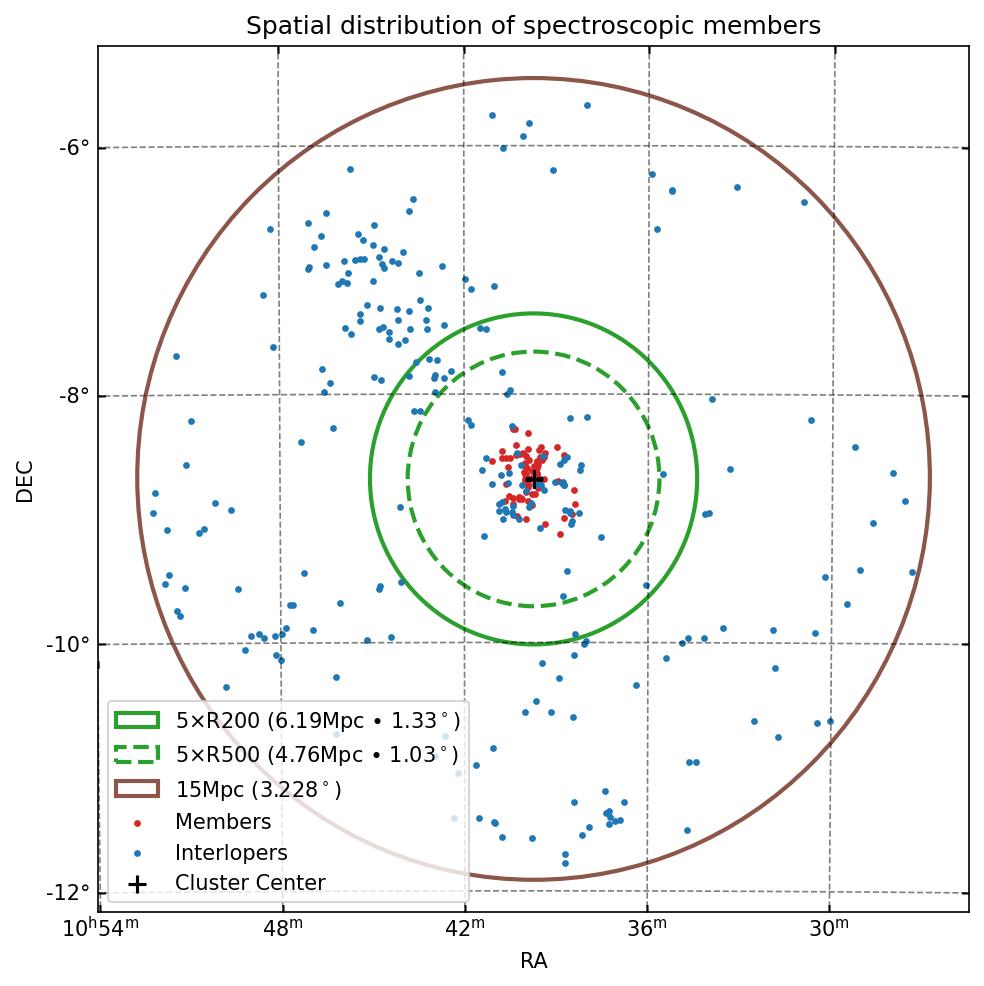 Spatial distribution of spectroscopic members
-6°
-8°
-10°
-12°
DEC
5×R200 (6.19Mpc • 1.33°)
5×R500 (4.76Mpc • 1.03°)
15Mpc (3.228°)
Members
Interlopers
Cluster Center
10ʰ54ᵐ 48ᵐ 42ᵐ 36ᵐ 30ᵐ
RA